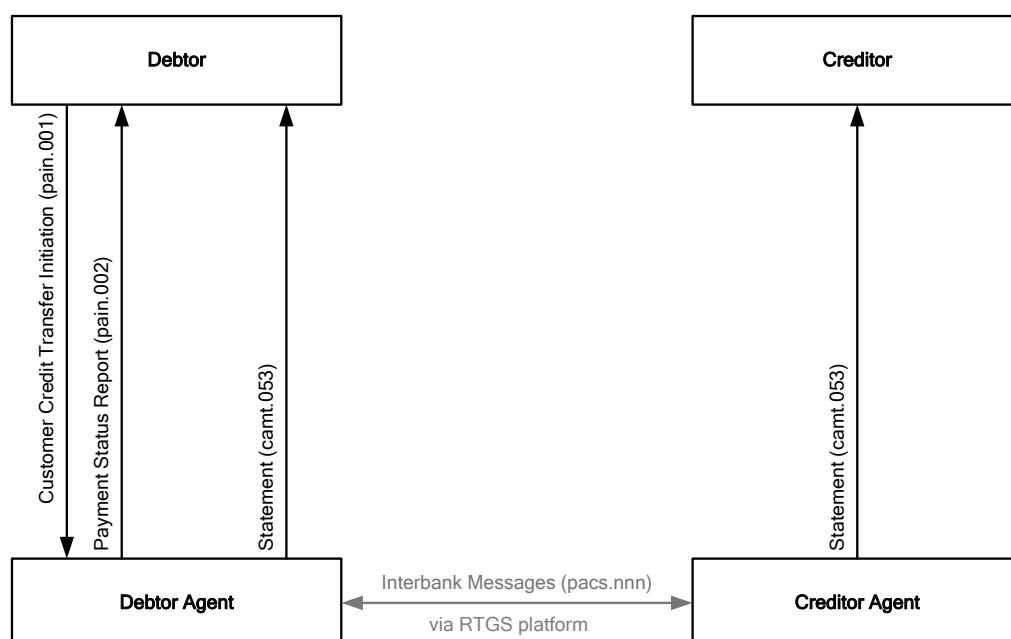 Debtor
Creditor
Customer Credit Transfer Initiation (pain.001)
Payment Status Report (pain.002)
Statement (camt.053)
Statement (camt.053)
Debtor Agent
Interbank Messages (pacs.nnn)
via RTGS platform
Creditor Agent